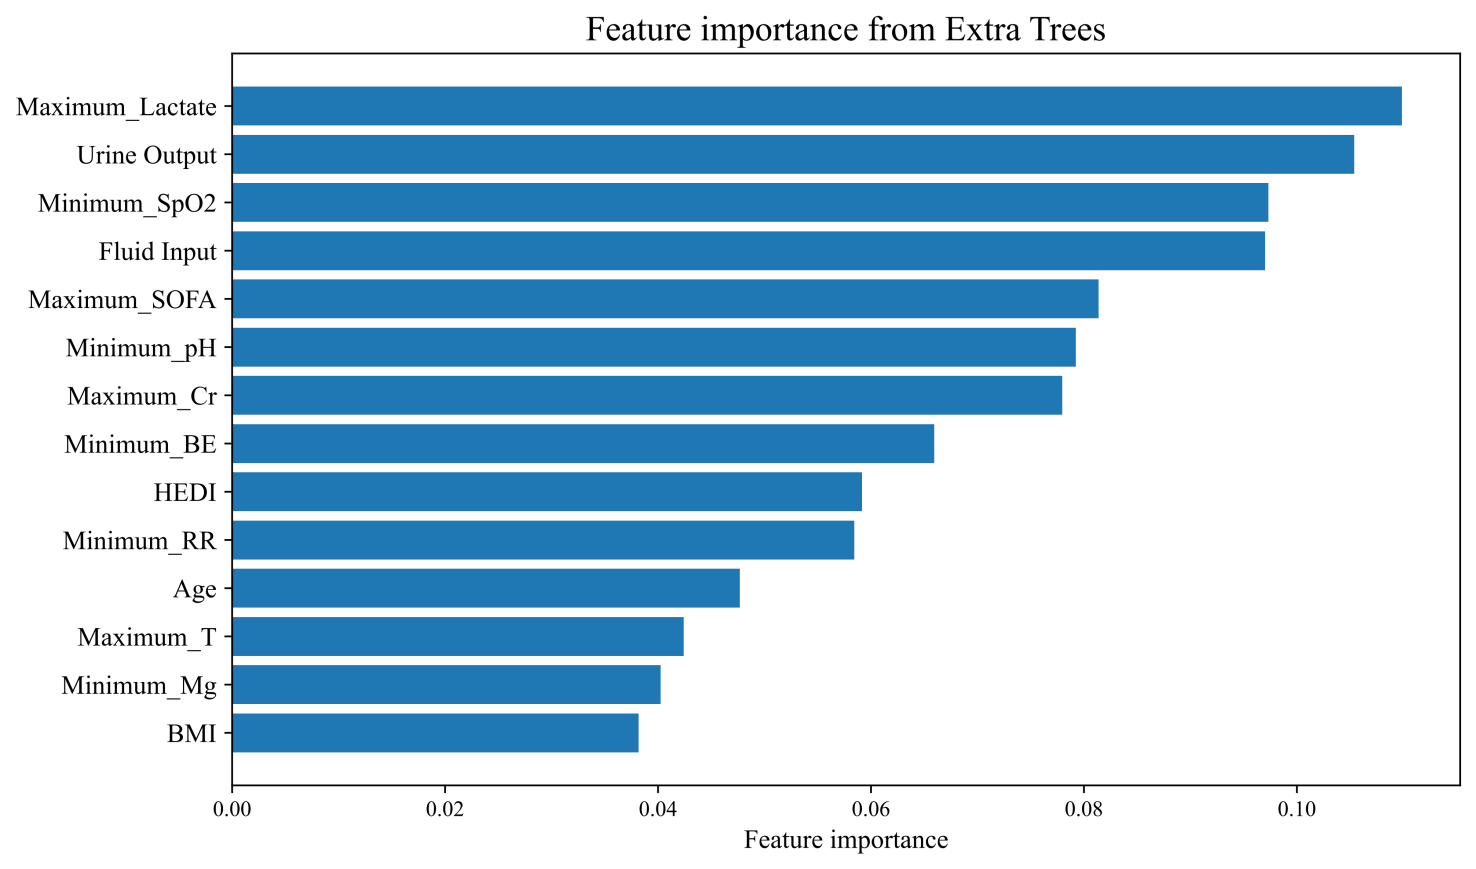 Feature importance from Extra Trees
Maximum_Lactate
Urine Output
Minimum_SpO2
Fluid Input
Maximum_SOFA
Minimum_pH
Maximum_Cr
Minimum_BE
HEDI
Minimum_RR
Age
Maximum_T
Minimum_Mg
BMI
0.00 0.02 0.04 0.06 0.08 0.10
Feature importance